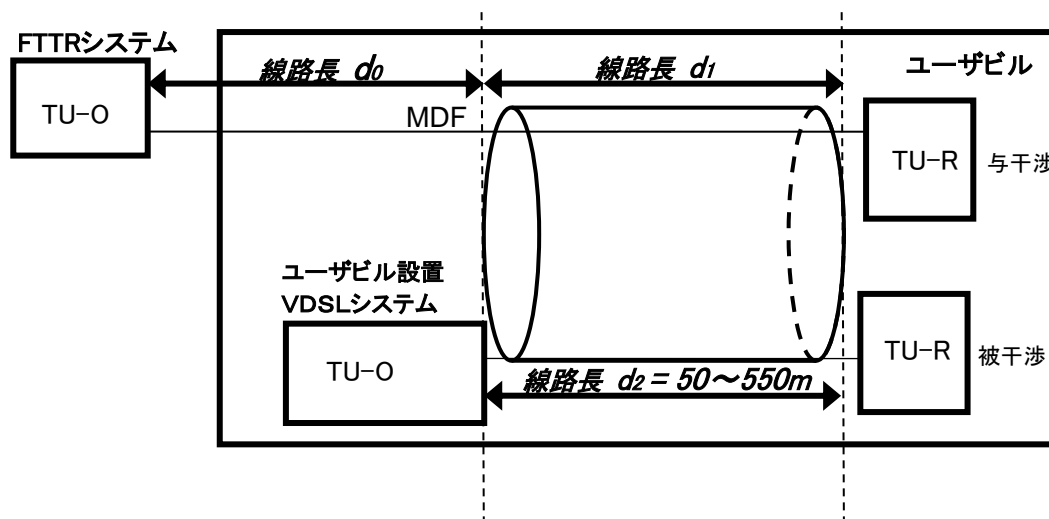 FTTRシステム
TU-O
線路長 d0
線路長 d1
ユーザビル
MDF
TU-R
与干渉
ユーザビル設置
VDSLシステム
TU-O
TU-R
被干渉
線路長 d2 = 50~550m